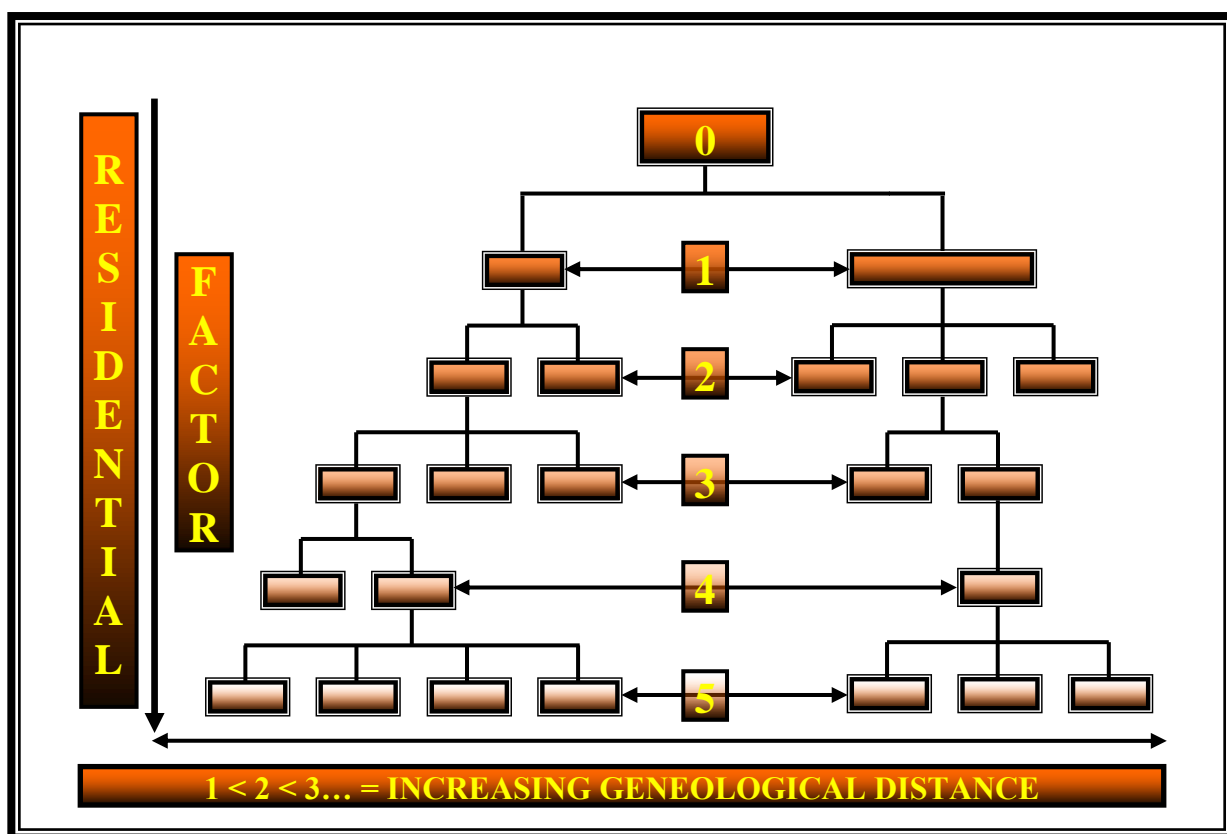 RESIDENTIAL
FACTOR
0
1
2
3
4
5
1 < 2 < 3... = INCREASING GENEOLOGICAL DISTANCE